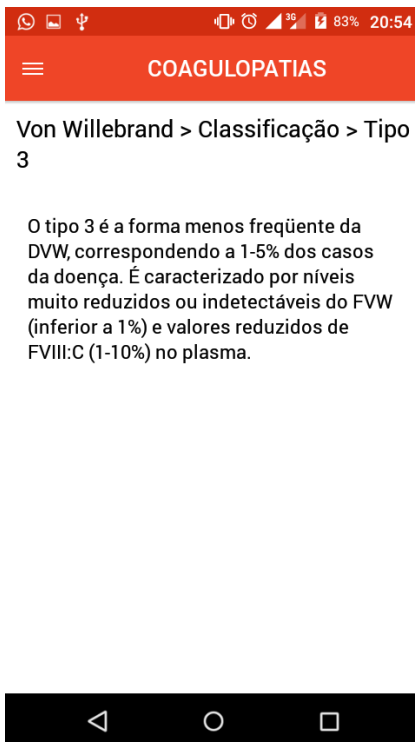 3G 83% 20:54
COAGULOPATIAS
Von Willebrand > Classificação > Tipo
3
O tipo 3 é a forma menos freqüente da
DVW, correspondendo a 1-5% dos casos
da doença. É caracterizado por níveis
muito reduzidos ou indetectáveis do FVW
(inferior a 1%) e valores reduzidos de
FVIII:C (1-10%) no plasma.